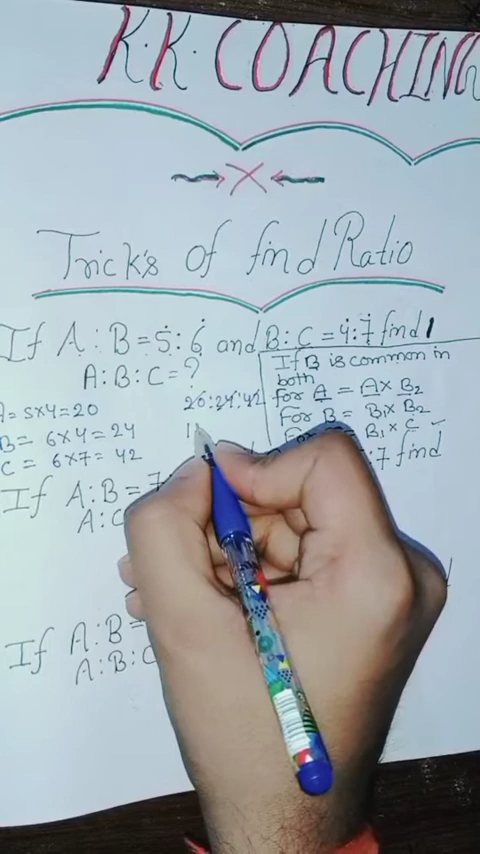 K.K. COACHING
Trick's of find Ratio
If A : B = 5 : 6 and B : C = 4 : 7 find
A : B : C = ?
If B is common in
both
for A = A × B2
For B = B1 × B2
B1 × C
A = 5×4 = 20
B = 6×4 = 24
C = 6×7 = 42
20:24:42
:7 find
If A : B = 7
A : C
If A : B =
A : B : C